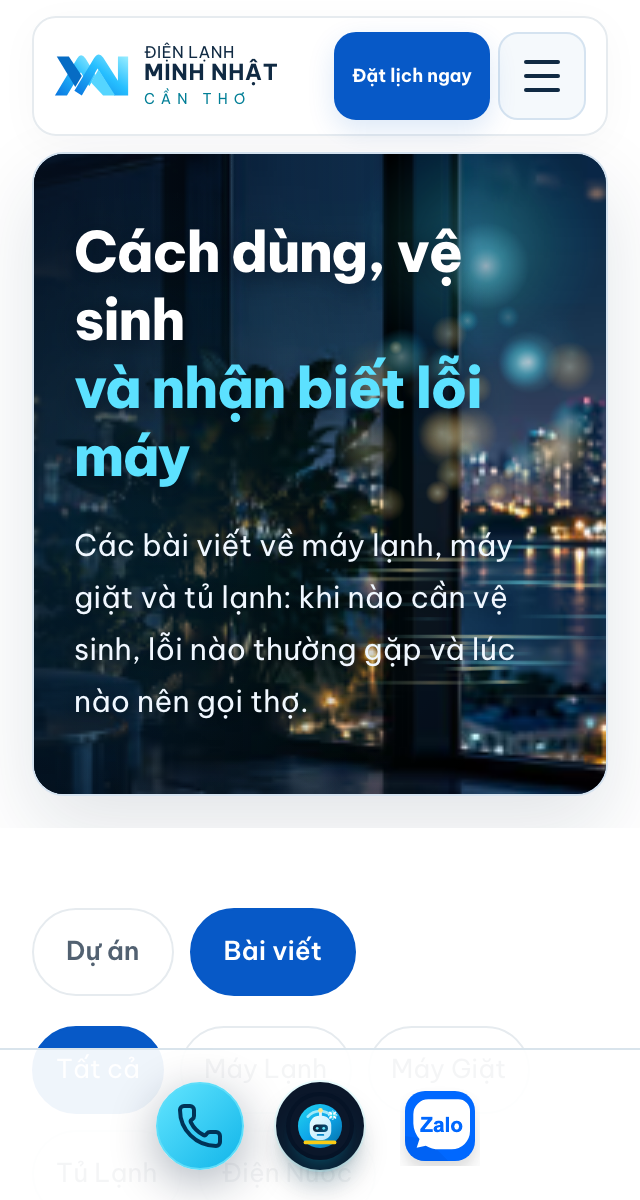 ĐIỆN LẠNH
MINH NHẬT
CẦN THƠ
Đặt lịch ngay
Cách dùng, vệ
sinh
và nhận biết lỗi
máy
Các bài viết về máy lạnh, máy
giặt và tủ lạnh: khi nào cần vệ
sinh, lỗi nào thường gặp và lúc
nào nên gọi thợ.
Dự án
Bài viết
Tất cả
Máy Lạnh
Máy Giặt
Zalo
Tủ Lạnh
Điện Nước